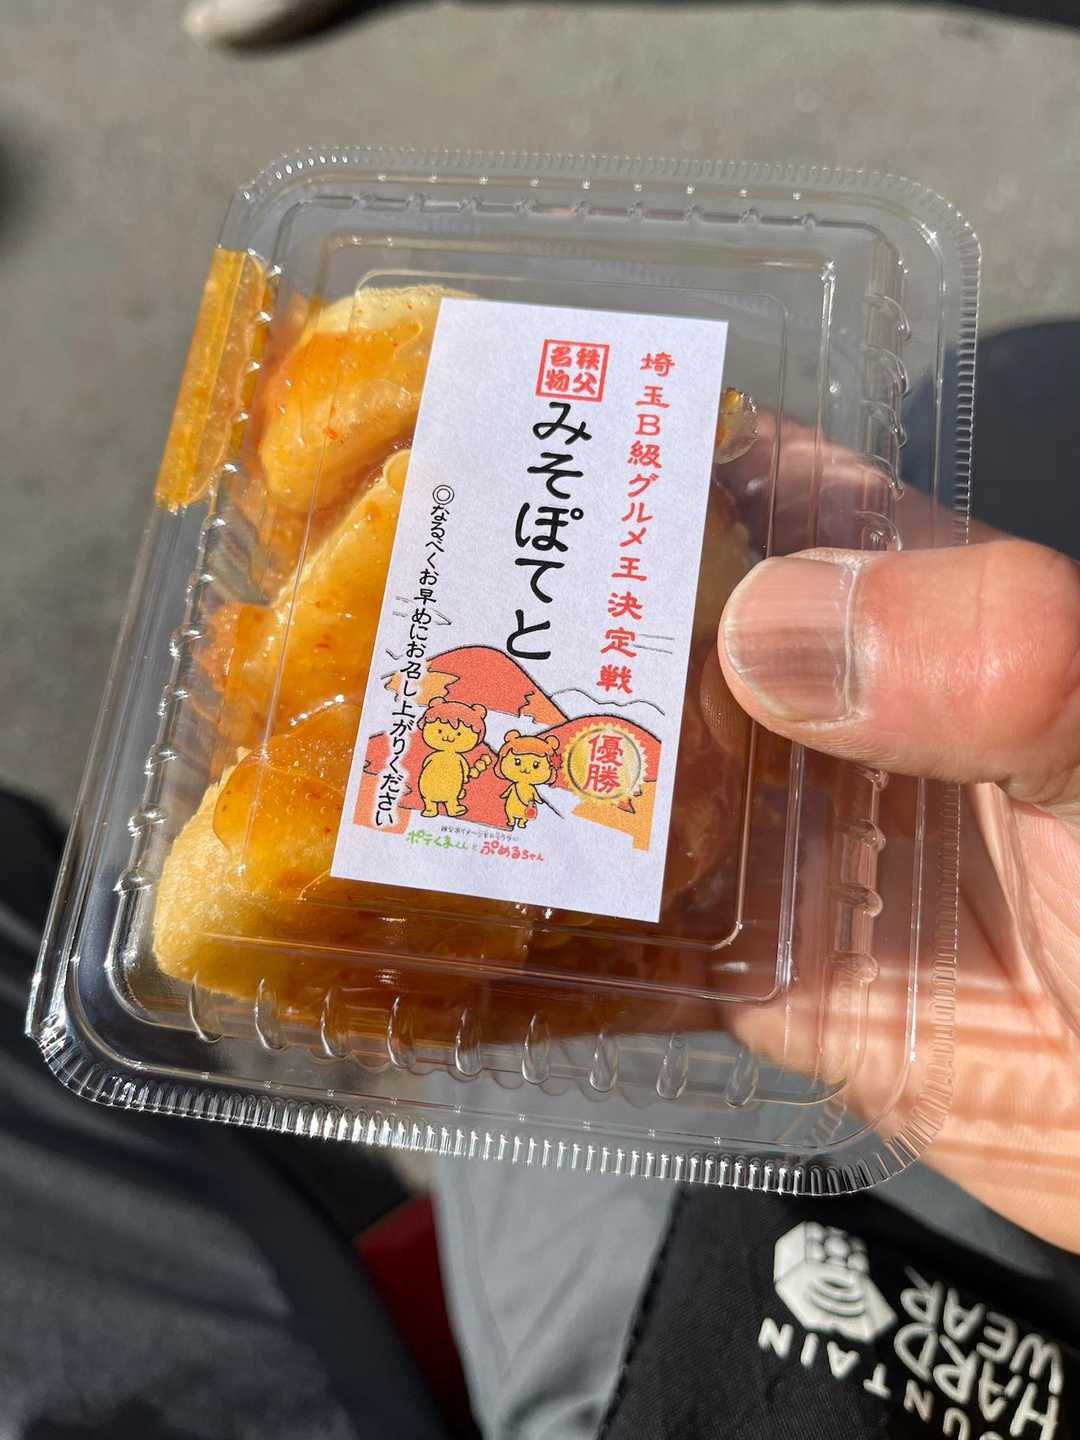 埼玉B級グルメ王決定戦
優勝
秩父
名物
みそぽてと
◎なるべくお早めにお召し上がりください
ポテくまくんとぷめるちゃん
MOUNTAIN
HARD
WEAR